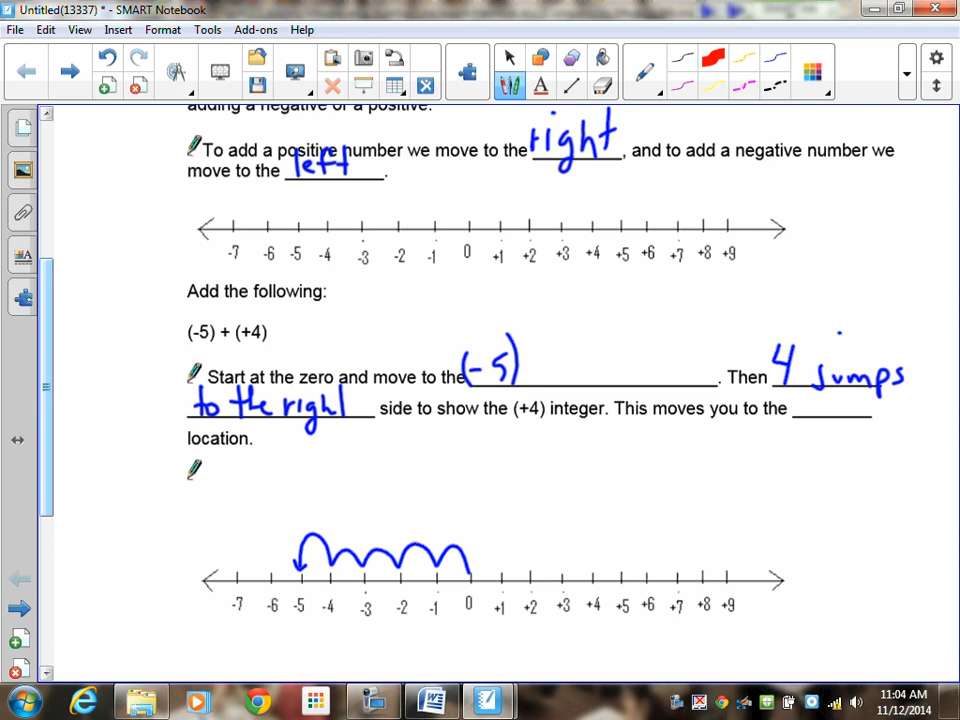 Untitled(13337) * - SMART Notebook
File Edit View Insert Format Tools Add-ons Help
adding a negative or a positive.
To add a positive number we move to the right, and to add a negative number we
move to the left.
-7 -6 -5 -4 -3 -2 -1 0 +1 +2 +3 +4 +5 +6 +7 +8 +9
Add the following:
(-5) + (+4)
Start at the zero and move to the (-5). Then 4 jumps
to the right side to show the (+4) integer. This moves you to the ________
location.
-7 -6 -5 -4 -3 -2 -1 0 +1 +2 +3 +4 +5 +6 +7 +8 +9
11:04 AM
11/12/2014